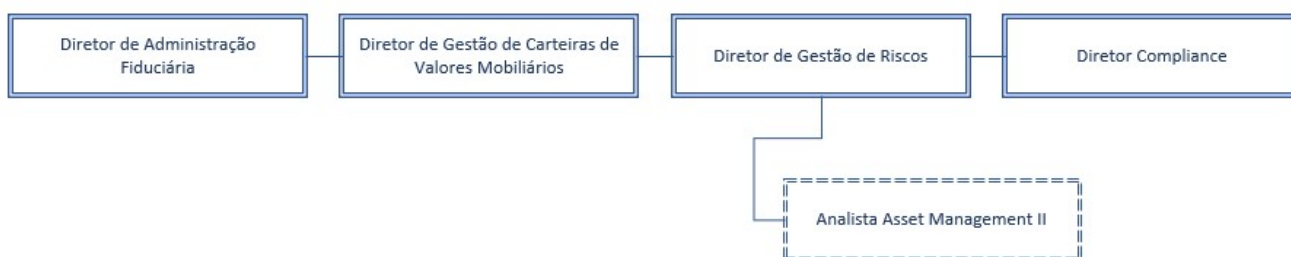 Diretor de Administração
Fiduciária
Diretor de Gestão de Carteiras de
Valores Mobiliários
Diretor de Gestão de Riscos
Diretor Compliance
Analista Asset Management II